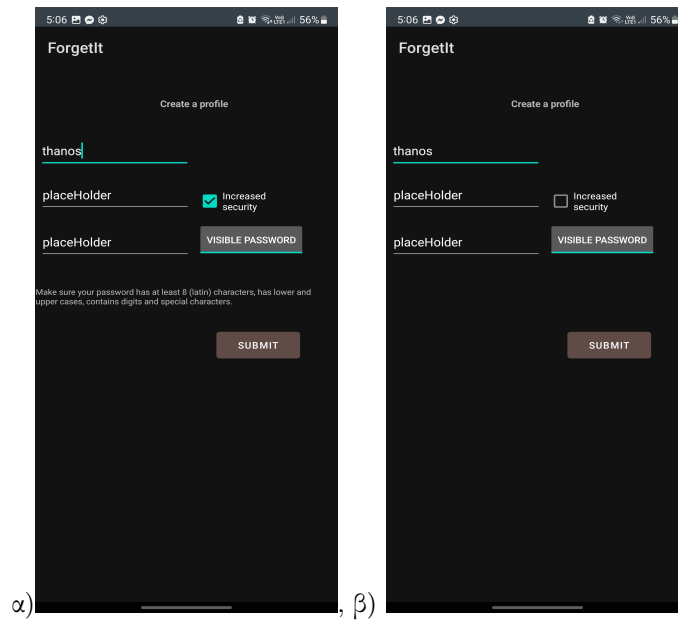 5:06 56%
ForgetIt
Create a profile
thanos
placeHolder
Increased
security
placeHolder
VISIBLE PASSWORD
Make sure your password has at least 8 (latin) characters, has lower and
upper cases, contains digits and special characters.
SUBMIT
α)
, β)
5:06 56%
ForgetIt
Create a profile
thanos
placeHolder
Increased
security
placeHolder
VISIBLE PASSWORD
SUBMIT